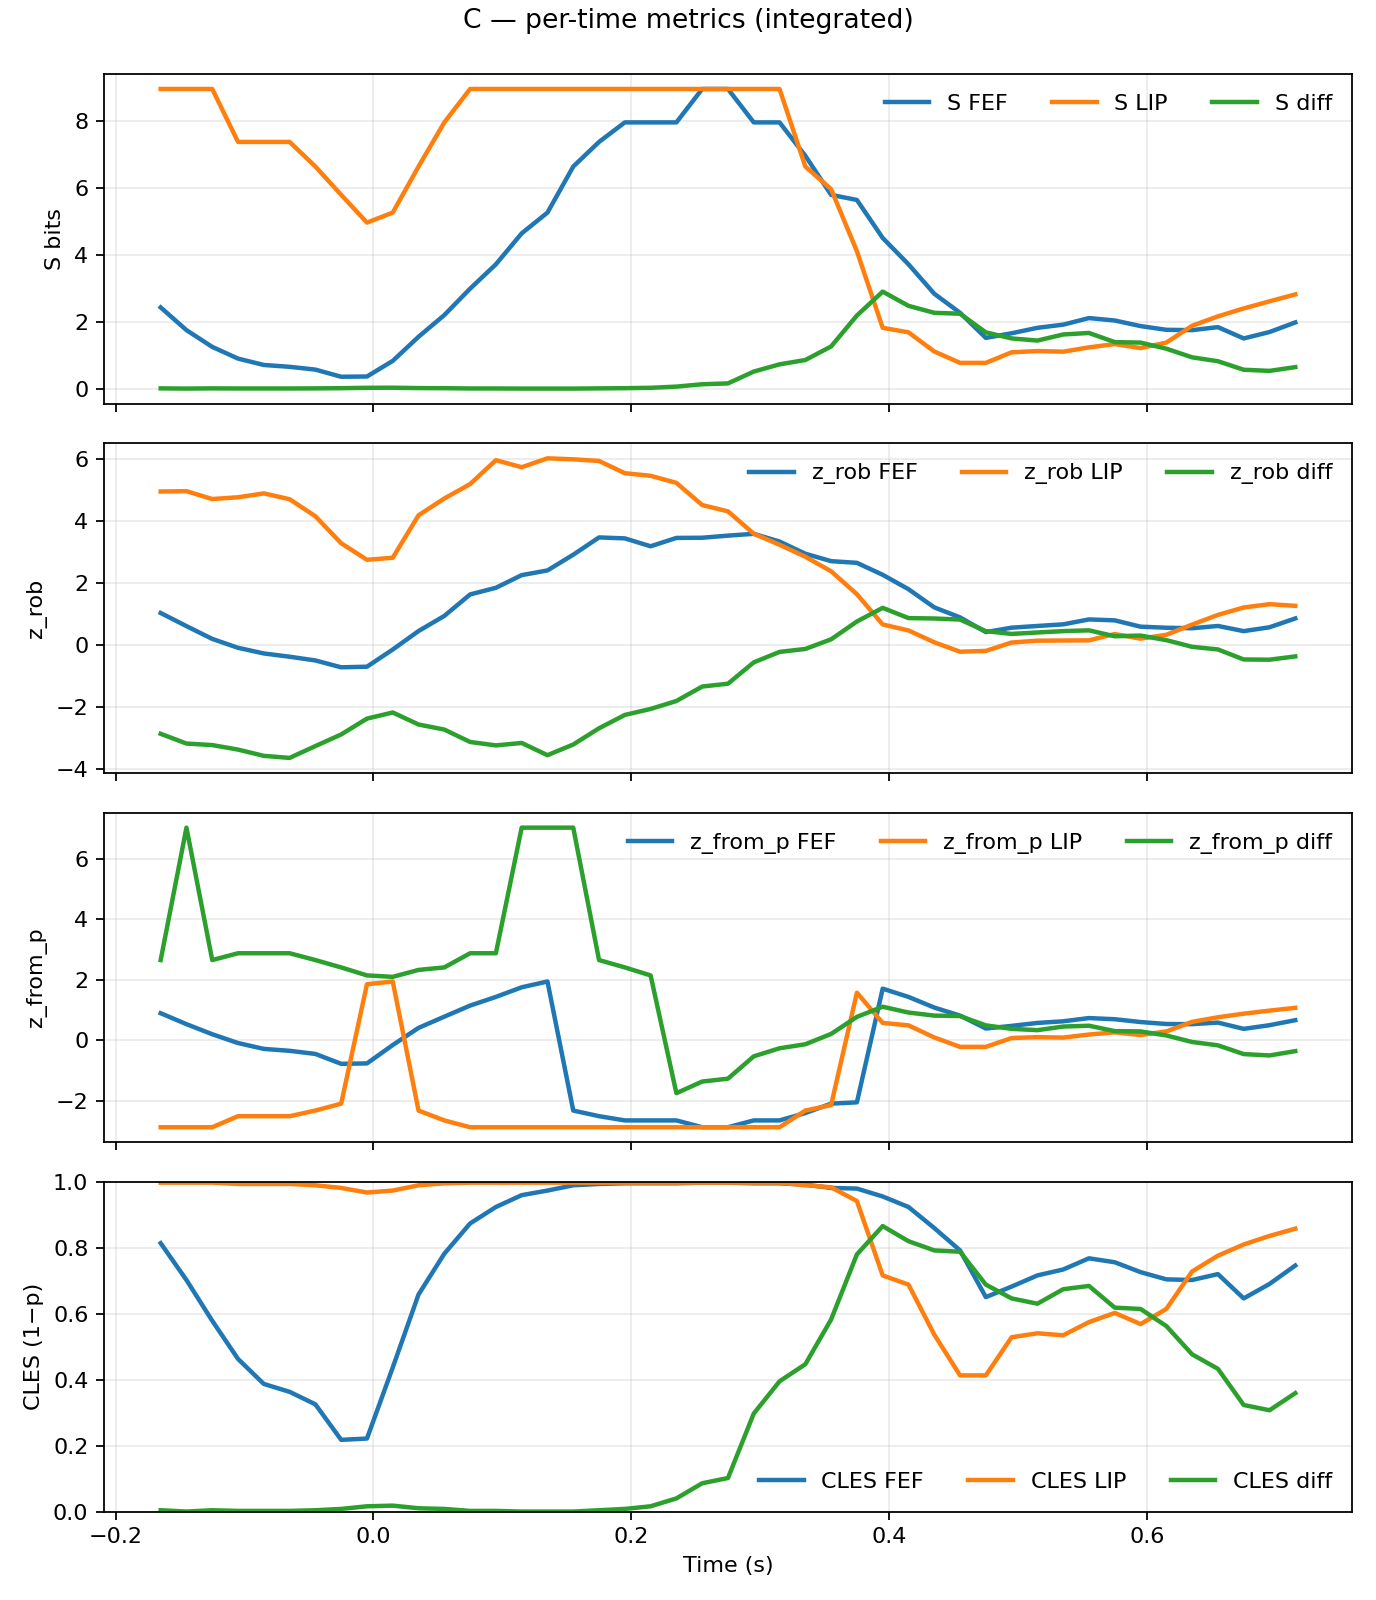 C — per-time metrics (integrated)
S FEF S LIP S diff
8
6
4
2
0
S bits
z_rob FEF z_rob LIP z_rob diff
6
4
2
0
−2
−4
z_rob
z_from_p FEF z_from_p LIP z_from_p diff
6
4
2
0
−2
z_from_p
1.0
0.8
0.6
0.4
0.2
0.0
CLES (1−p)
CLES FEF CLES LIP CLES diff
−0.2 0.0 0.2 0.4 0.6
Time (s)